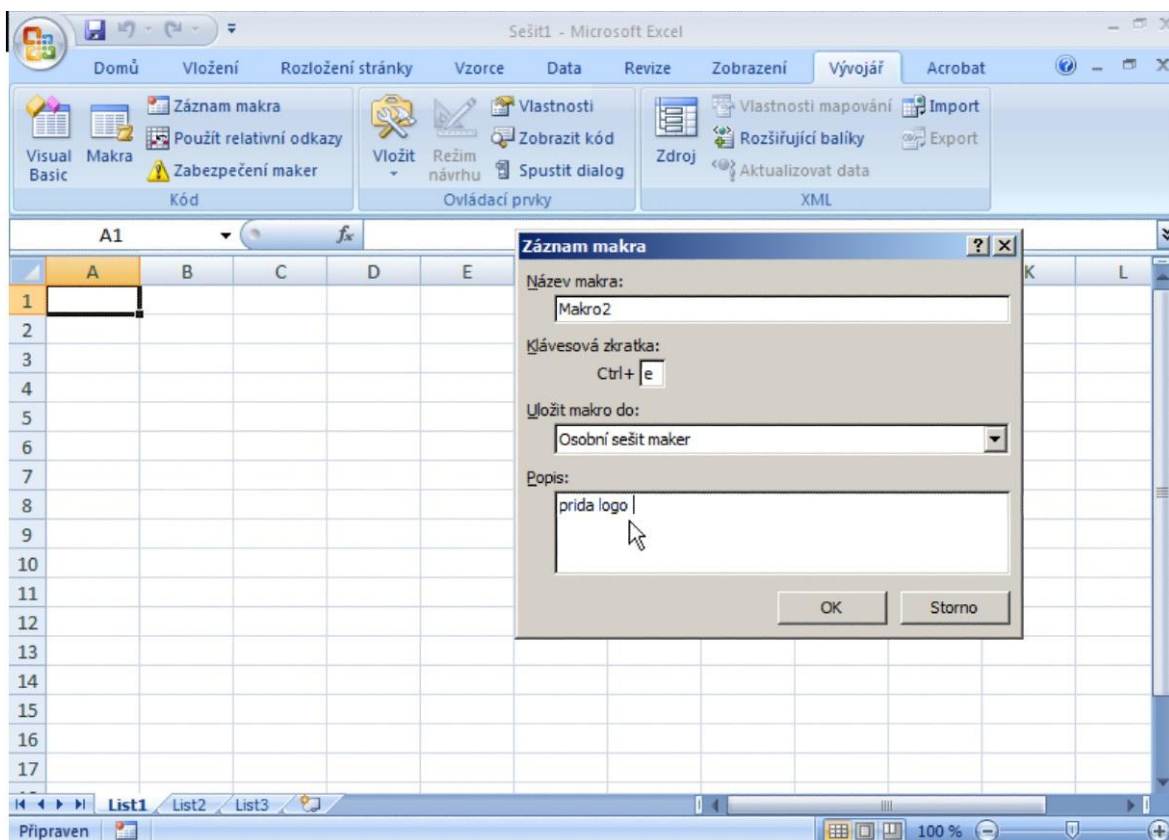 Sešit1 - Microsoft Excel
Domů Vložení Rozložení stránky Vzorce Data Revize Zobrazení Vývojář Acrobat
Visual Basic
Makra
Záznam makra
Použít relativní odkazy
Zabezpečení maker
Kód
Vložit
Režim návrhu
Vlastnosti
Zobrazit kód
Spustit dialog
Ovládací prvky
Zdroj
Vlastnosti mapování
Rozšiřující balíky
Aktualizovat data
Import
Export
XML
A1 fx
A B C D E K L
Záznam makra
Název makra:
Makro2
Klávesová zkratka:
Ctrl+ e
Uložit makro do:
Osobní sešit maker
Popis:
prida logo
OK Storno
1
2
3
4
5
6
7
8
9
10
11
12
13
14
15
16
17
List1 List2 List3
Připraven 100 %